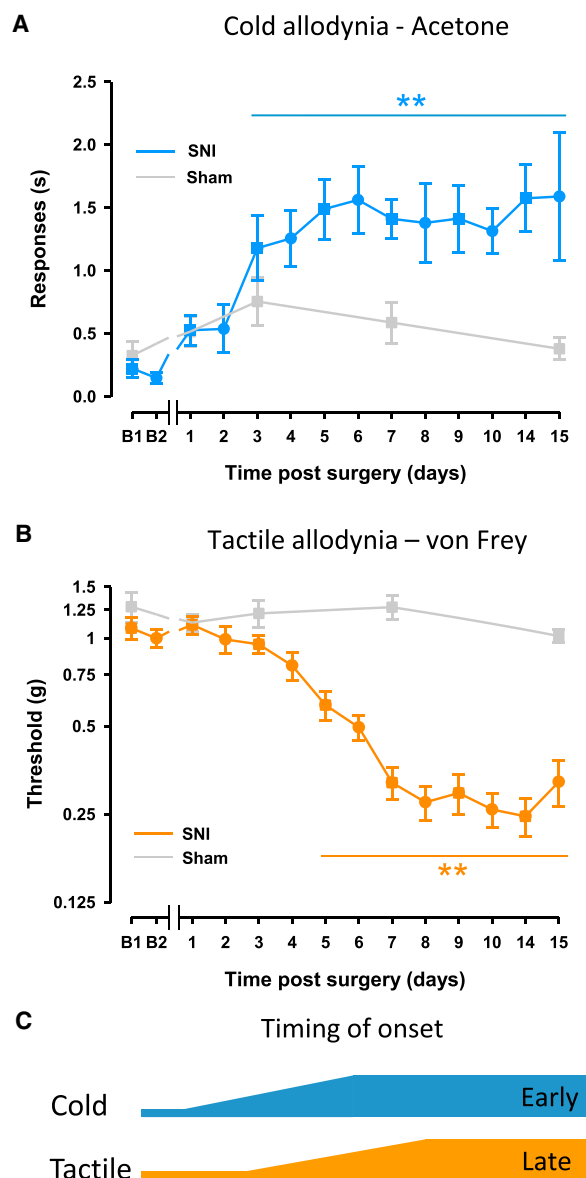 A
Cold allodynia - Acetone
Responses (s)
2.5
2.0
1.5
1.0
0.5
0.0
**
SNI
Sham
B1 B2 1 2 3 4 5 6 7 8 9 10 14 15
Time post surgery (days)
B
Tactile allodynia – von Frey
Threshold (g)
1.5
1.25
1
0.75
0.5
0.25
0.125
SNI
Sham
**
B1 B2 1 2 3 4 5 6 7 8 9 10 14 15
Time post surgery (days)
C
Timing of onset
Cold Early
Tactile Late